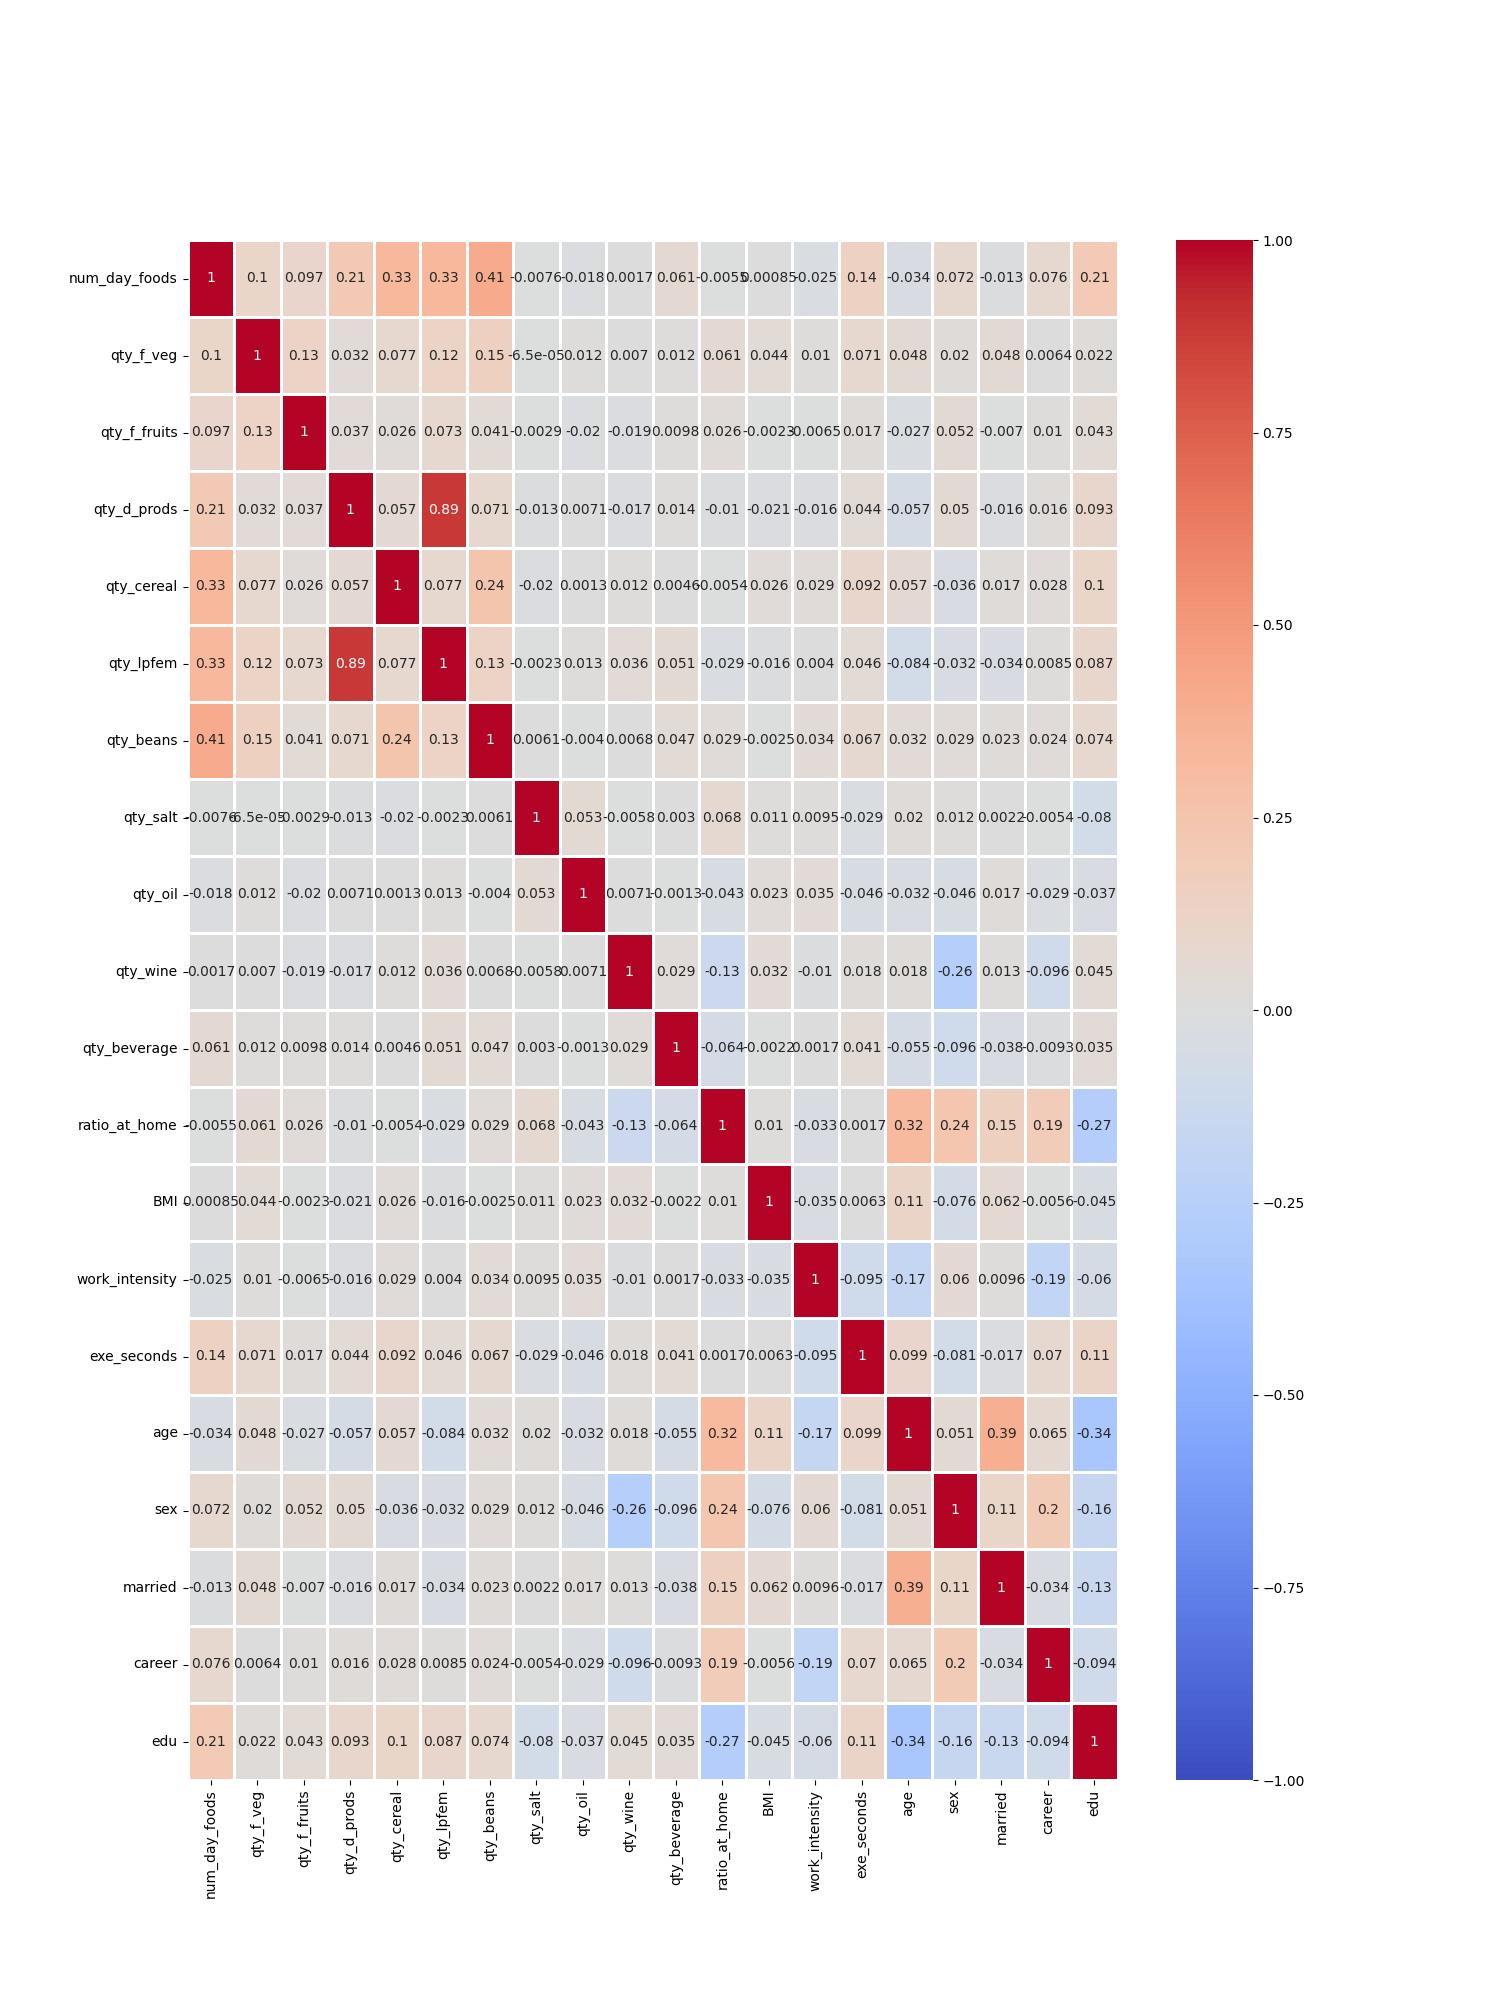 num_day_foods 1 0.1 0.097 0.21 0.33 0.33 0.41 -0.0076 -0.018 0.0017 0.061 -0.0055 0.00085 -0.025 0.14 -0.034 0.072 -0.013 0.076 0.21
1.00
qty_f_veg 0.1 1 0.13 0.032 0.077 0.12 0.15 -6.5e-05 0.012 0.007 0.012 0.061 0.044 0.01 0.071 0.048 0.02 0.048 0.0064 0.022
qty_f_fruits 0.097 0.13 1 0.037 0.026 0.073 0.041 -0.0029 -0.02 -0.019 0.0098 0.026 -0.0023 -0.0065 0.017 -0.027 0.052 -0.007 0.01 0.043
0.75
qty_d_prods 0.21 0.032 0.037 1 0.057 0.89 0.071 -0.013 0.0071 -0.017 0.014 -0.01 -0.021 -0.016 0.044 -0.057 0.05 -0.016 0.016 0.093
qty_cereal 0.33 0.077 0.026 0.057 1 0.077 0.24 -0.02 0.0013 0.012 0.0046 -0.0054 0.026 0.029 0.092 0.057 -0.036 0.017 0.028 0.1
0.50
qty_lpfem 0.33 0.12 0.073 0.89 0.077 1 0.13 -0.0023 0.013 0.036 0.051 -0.029 -0.016 0.004 0.046 -0.084 -0.032 -0.034 0.0085 0.087
qty_beans 0.41 0.15 0.041 0.071 0.24 0.13 1 0.0061 -0.004 0.0068 0.047 0.029 -0.0025 0.034 0.067 0.032 0.029 0.023 0.024 0.074
0.25
qty_salt -0.0076 -6.5e-05 -0.0029 -0.013 -0.02 -0.0023 0.0061 1 0.053 -0.0058 0.003 0.068 0.011 0.0095 -0.029 0.02 0.012 0.0022 -0.0054 -0.08
qty_oil -0.018 0.012 -0.02 0.0071 0.0013 0.013 -0.004 0.053 1 0.0071 -0.0013 -0.043 0.023 0.035 -0.046 -0.032 -0.046 0.017 -0.029 -0.037
qty_wine 0.0017 0.007 -0.019 -0.017 0.012 0.036 0.0068 -0.0058 0.0071 1 0.029 -0.13 0.032 -0.01 0.018 0.018 -0.26 0.013 -0.096 0.045
0.00
qty_beverage 0.061 0.012 0.0098 0.014 0.0046 0.051 0.047 0.003 -0.0013 0.029 1 -0.064 -0.0022 0.0017 0.041 -0.055 -0.096 -0.038 -0.0093 0.035
ratio_at_home -0.0055 0.061 0.026 -0.01 -0.0054 -0.029 0.029 0.068 -0.043 -0.13 -0.064 1 0.01 -0.033 0.0017 0.32 0.24 0.15 0.19 -0.27
BMI 0.00085 0.044 -0.0023 -0.021 0.026 -0.016 -0.0025 0.011 0.023 0.032 -0.0022 0.01 1 -0.035 0.0063 0.11 -0.076 0.062 -0.0056 -0.045
−0.25
work_intensity -0.025 0.01 -0.0065 -0.016 0.029 0.004 0.034 0.0095 0.035 -0.01 0.0017 -0.033 -0.035 1 -0.095 -0.17 0.06 0.0096 -0.19 -0.06
exe_seconds 0.14 0.071 0.017 0.044 0.092 0.046 0.067 -0.029 -0.046 0.018 0.041 0.0017 0.0063 -0.095 1 0.099 -0.081 -0.017 0.07 0.11
−0.50
age -0.034 0.048 -0.027 -0.057 0.057 -0.084 0.032 0.02 -0.032 0.018 -0.055 0.32 0.11 -0.17 0.099 1 0.051 0.39 0.065 -0.34
sex 0.072 0.02 0.052 0.05 -0.036 -0.032 0.029 0.012 -0.046 -0.26 -0.096 0.24 -0.076 0.06 -0.081 0.051 1 0.11 0.2 -0.16
married -0.013 0.048 -0.007 -0.016 0.017 -0.034 0.023 0.0022 0.017 0.013 -0.038 0.15 0.062 0.0096 -0.017 0.39 0.11 1 -0.034 -0.13
−0.75
career 0.076 0.0064 0.01 0.016 0.028 0.0085 0.024 -0.0054 -0.029 -0.096 -0.0093 0.19 -0.0056 -0.19 0.07 0.065 0.2 -0.034 1 -0.094
edu 0.21 0.022 0.043 0.093 0.1 0.087 0.074 -0.08 -0.037 0.045 0.035 -0.27 -0.045 -0.06 0.11 -0.34 -0.16 -0.13 -0.094 1
−1.00
num_day_foods
qty_f_veg
qty_f_fruits
qty_d_prods
qty_cereal
qty_lpfem
qty_beans
qty_salt
qty_oil
qty_wine
qty_beverage
ratio_at_home
BMI
work_intensity
exe_seconds
age
sex
married
career
edu